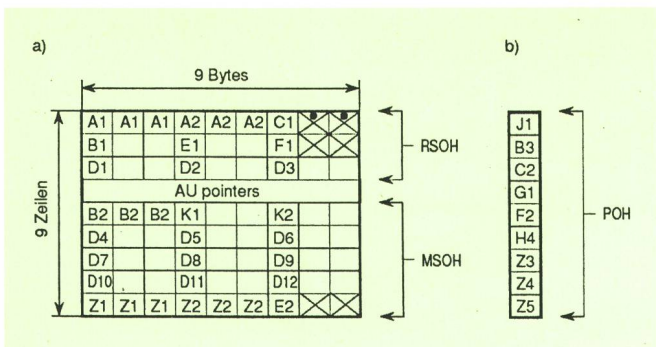 a)
b)
9 Bytes
9 Zeilen
A1 A1 A1 A2 A2 A2 C1
B1 E1 F1
D1 D2 D3
AU pointers
B2 B2 B2 K1 K2
D4 D5 D6
D7 D8 D9
D10 D11 D12
Z1 Z1 Z1 Z2 Z2 Z2 E2
RSOH
MSOH
J1
B3
C2
G1
F2
H4
Z3
Z4
Z5
POH